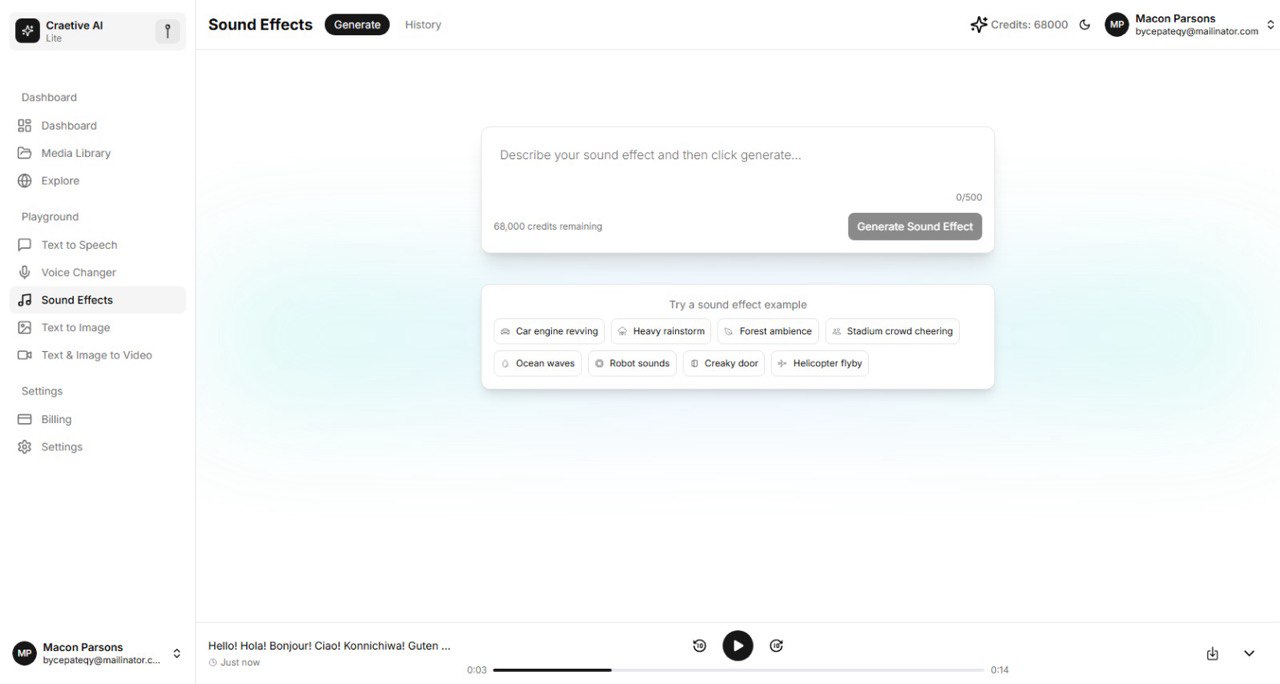 Craetive AI
Lite
Dashboard
Dashboard
Media Library
Explore
Playground
Text to Speech
Voice Changer
Sound Effects
Text to Image
Text & Image to Video
Settings
Billing
Settings
MP
Macon Parsons
bycepateqy@mailinator.c...
Sound Effects Generate History
Credits: 68000
MP
Macon Parsons
bycepateqy@mailinator.com
Describe your sound effect and then click generate...
0/500
68,000 credits remaining Generate Sound Effect
Try a sound effect example
Car engine revving Heavy rainstorm Forest ambience Stadium crowd cheering
Ocean waves Robot sounds Creaky door Helicopter flyby
Hello! Hola! Bonjour! Ciao! Konnichiwa! Guten ...
Just now
10 10
0:03 0:14